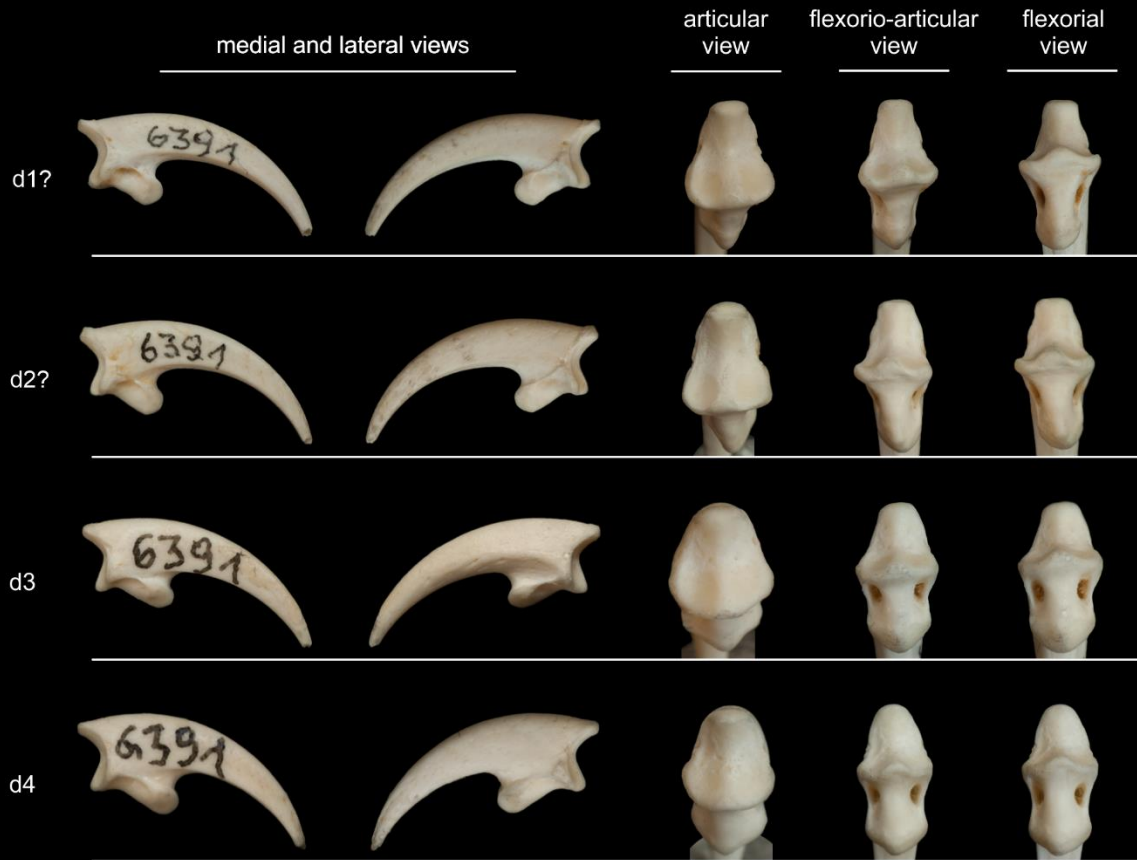 medial and lateral views
articular
view
flexorio-articular
view
flexorial
view
d1?
6391
d2?
6391
d3
6391
d4
6391